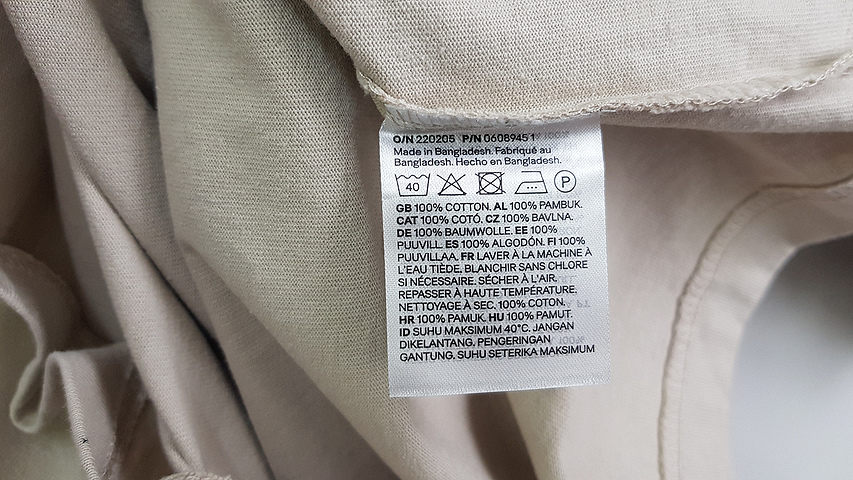 O/N 220205 P/N 0608945 1
Made in Bangladesh. Fabriqué au
Bangladesh. Hecho en Bangladesh.
40 P
GB 100% COTTON. AL 100% PAMBUK.
CAT 100% COTÓ. CZ 100% BAVLNA.
DE 100% BAUMWOLLE. EE 100%
PUUVILL. ES 100% ALGODÓN. FI 100%
PUUVILLAA. FR LAVER À LA MACHINE À
L'EAU TIÈDE, BLANCHIR SANS CHLORE
SI NÉCESSAIRE. SÉCHER À L'AIR,
REPASSER À HAUTE TEMPÉRATURE,
NETTOYAGE À SEC. 100% COTON.
HR 100% PAMUK. HU 100% PAMUT.
ID SUHU MAKSIMUM 40°C. JANGAN
DIKELANTANG. PENGERINGAN
GANTUNG. SUHU SETERIKA MAKSIMUM